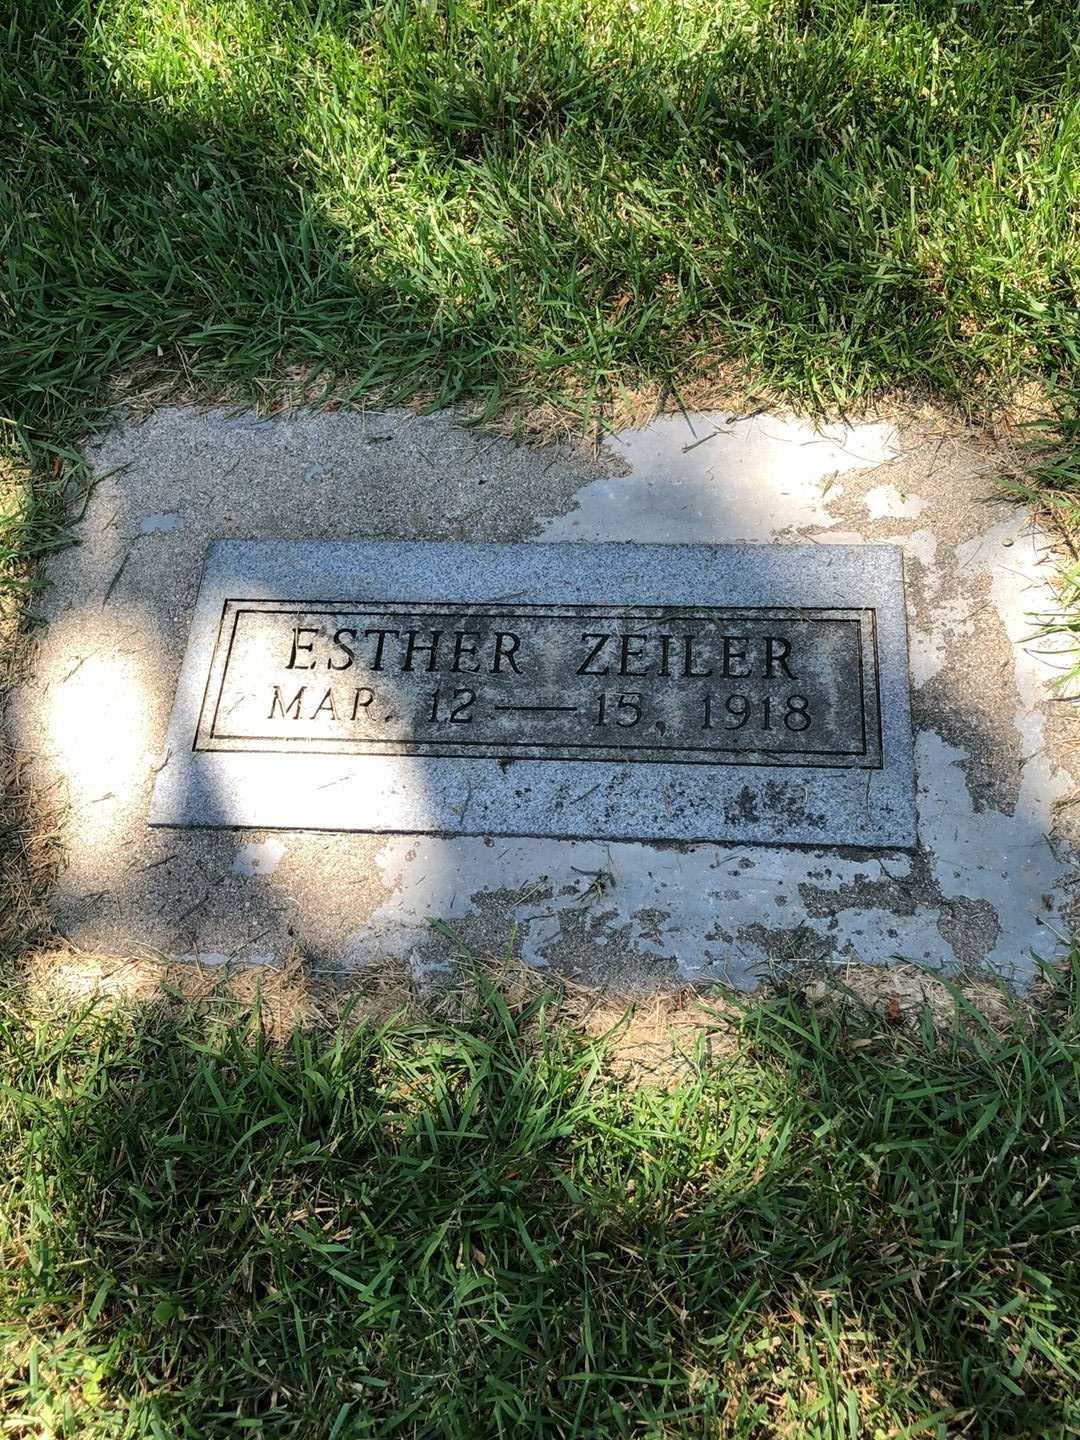 ESTHER ZEILER
MAR. 12 — 15, 1918